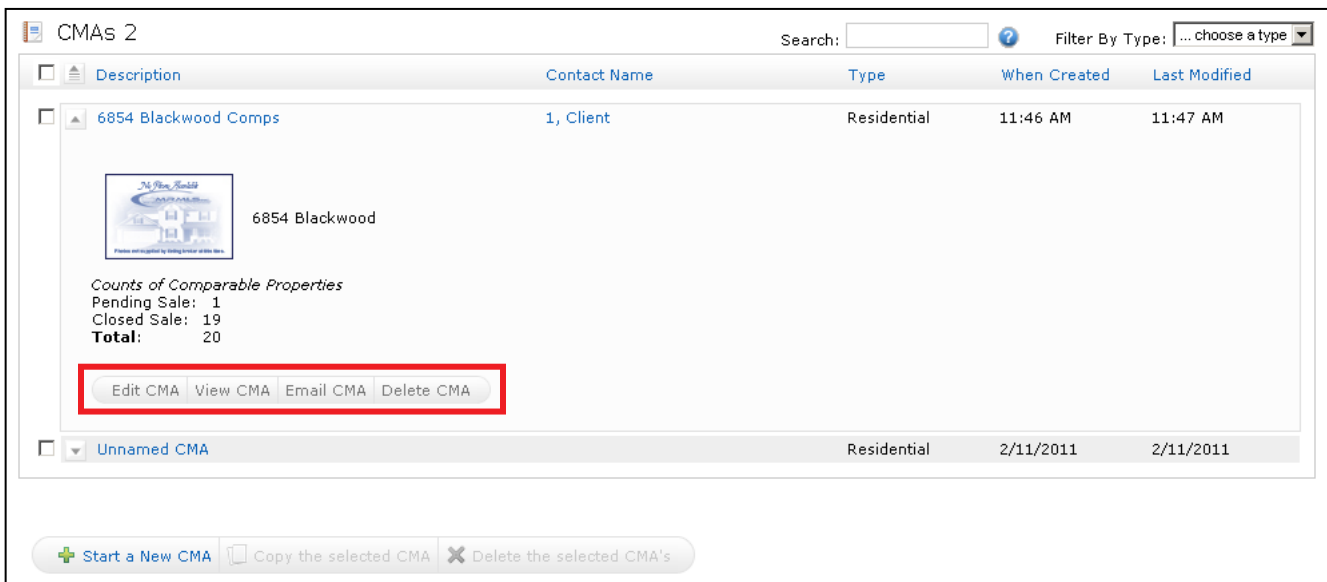 CMAs 2 Search: Filter By Type: ... choose a type
Description Contact Name Type When Created Last Modified
6854 Blackwood Comps 1, Client Residential 11:46 AM 11:47 AM
No Photo Available
6854 Blackwood
Counts of Comparable Properties
Pending Sale: 1
Closed Sale: 19
Total: 20
Edit CMA View CMA Email CMA Delete CMA
Unnamed CMA Residential 2/11/2011 2/11/2011
Start a New CMA Copy the selected CMA Delete the selected CMA's